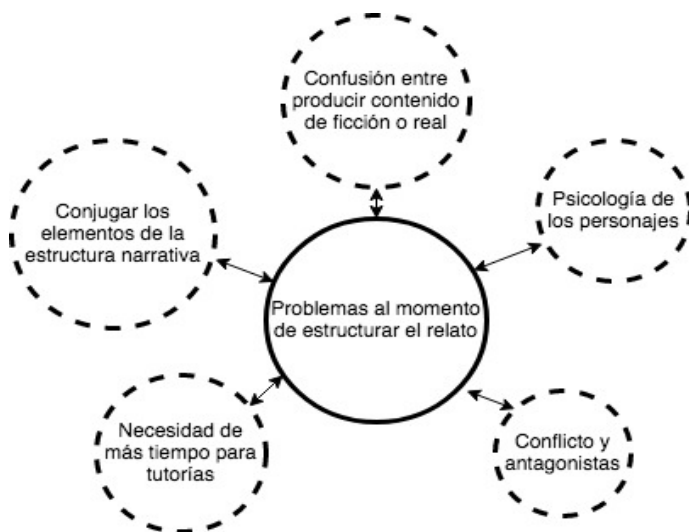 Confusión entre
producir contenido
de ficción o real
Conjugar los
elementos de la
estructura narrativa
Psicología de
los personajes
Problemas al momento
de estructurar el relato
Necesidad de
más tiempo para
tutorías
Conflicto y
antagonistas